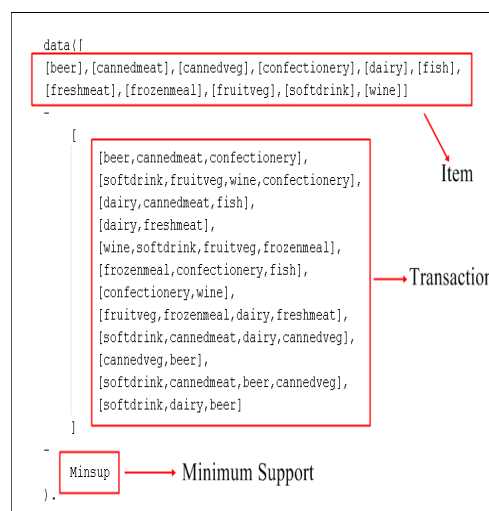 data([
[beer],[cannedmeat],[cannedveg],[confectionery],[dairy],[fish],
[freshmeat],[frozenmeal],[fruitveg],[softdrink],[wine]]
-
Item
[
[beer,cannedmeat,confectionery],
[softdrink,fruitveg,wine,confectionery],
[dairy,cannedmeat,fish],
[dairy,freshmeat],
[wine,softdrink,fruitveg,frozenmeal],
[frozenmeal,confectionery,fish],
[confectionery,wine],
[fruitveg,frozenmeal,dairy,freshmeat],
[softdrink,cannedmeat,dairy,cannedveg],
[cannedveg,beer],
[softdrink,cannedmeat,beer,cannedveg],
[softdrink,dairy,beer]
Transaction
]
-
Minsup
Minimum Support
).